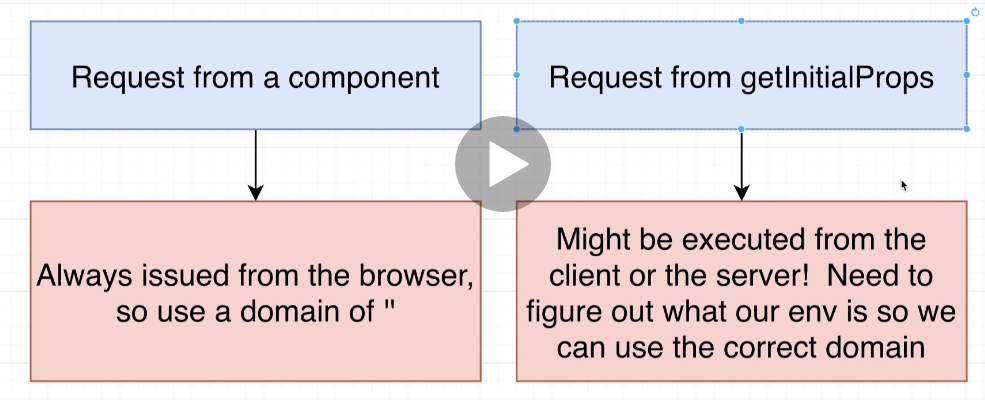 Request from a component
Request from getInitialProps
Always issued from the browser,
so use a domain of ''
Might be executed from the
client or the server!  Need to
figure out what our env is so we
can use the correct domain